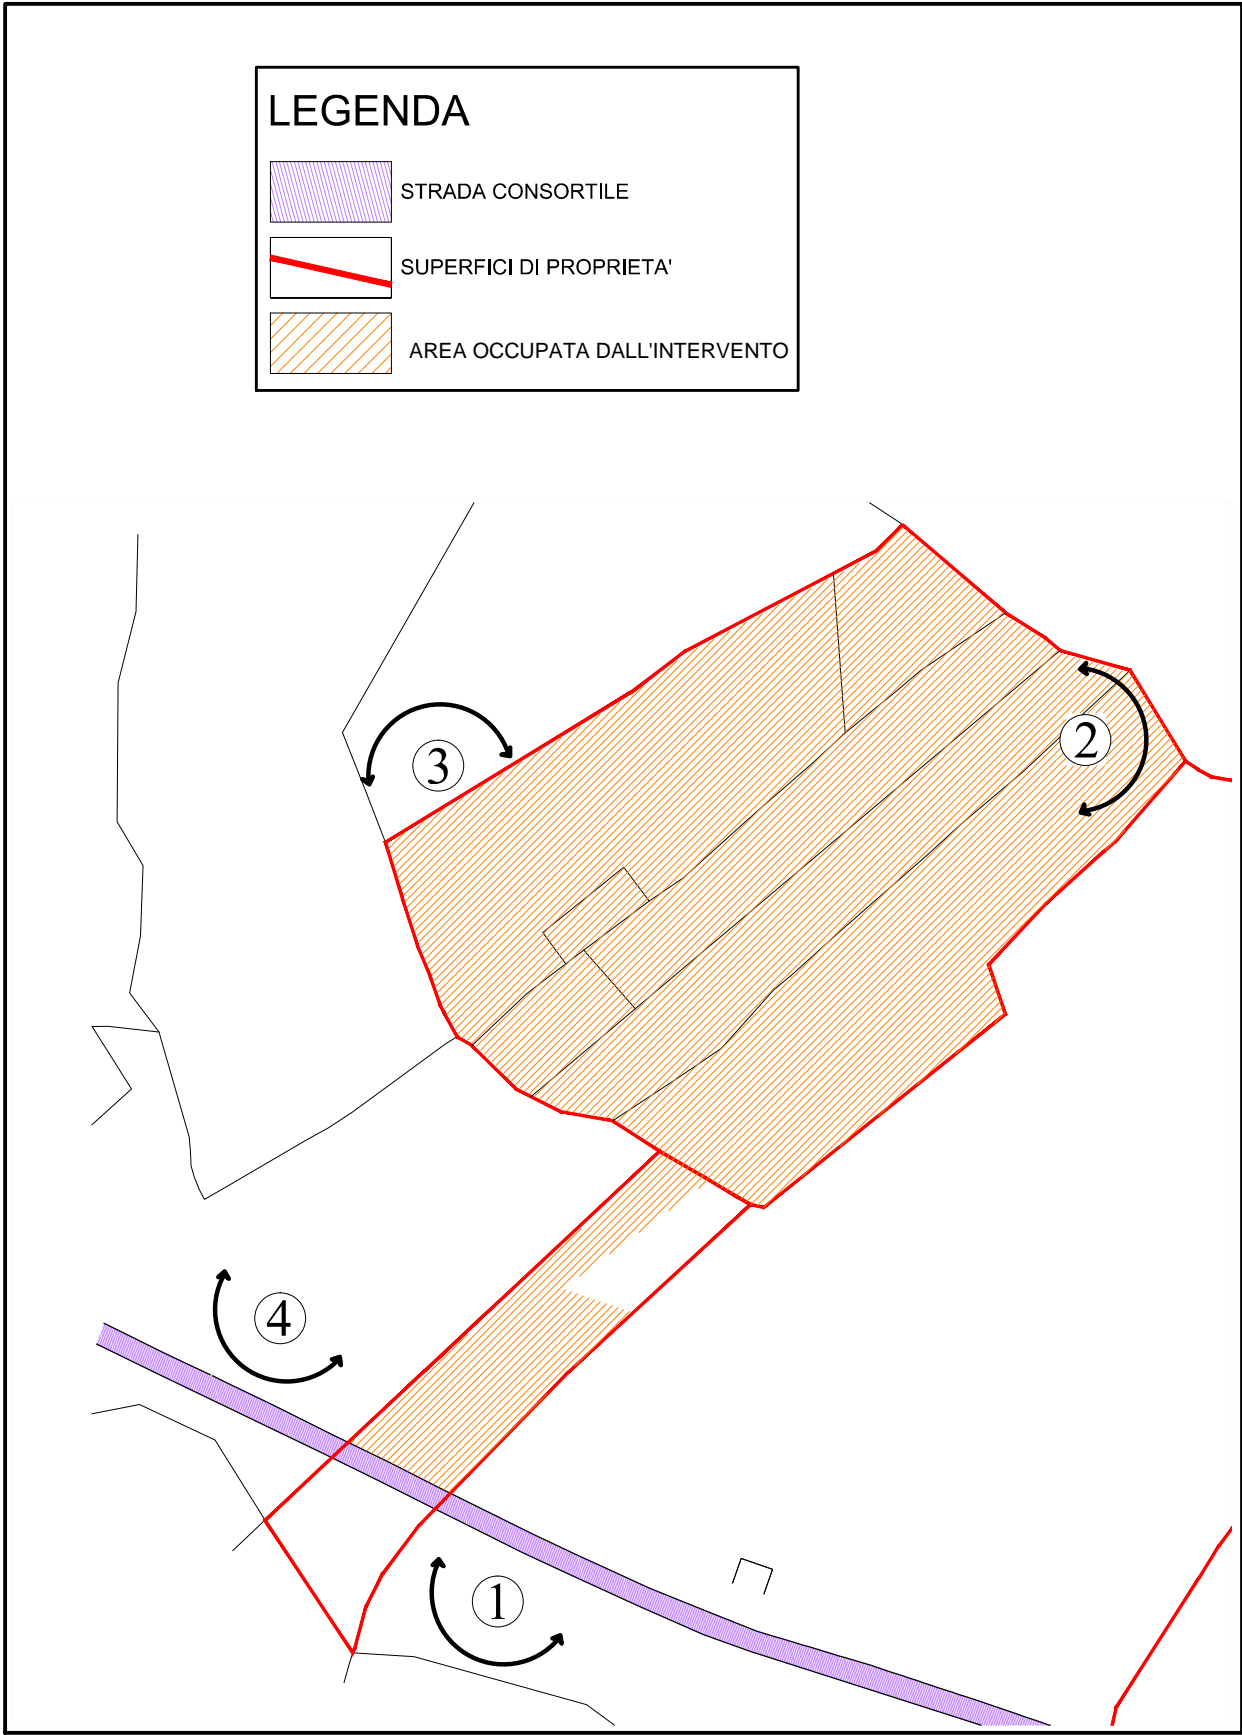 LEGENDA
STRADA CONSORTILE
SUPERFICI DI PROPRIETA'
AREA OCCUPATA DALL'INTERVENTO
2
3
4
1